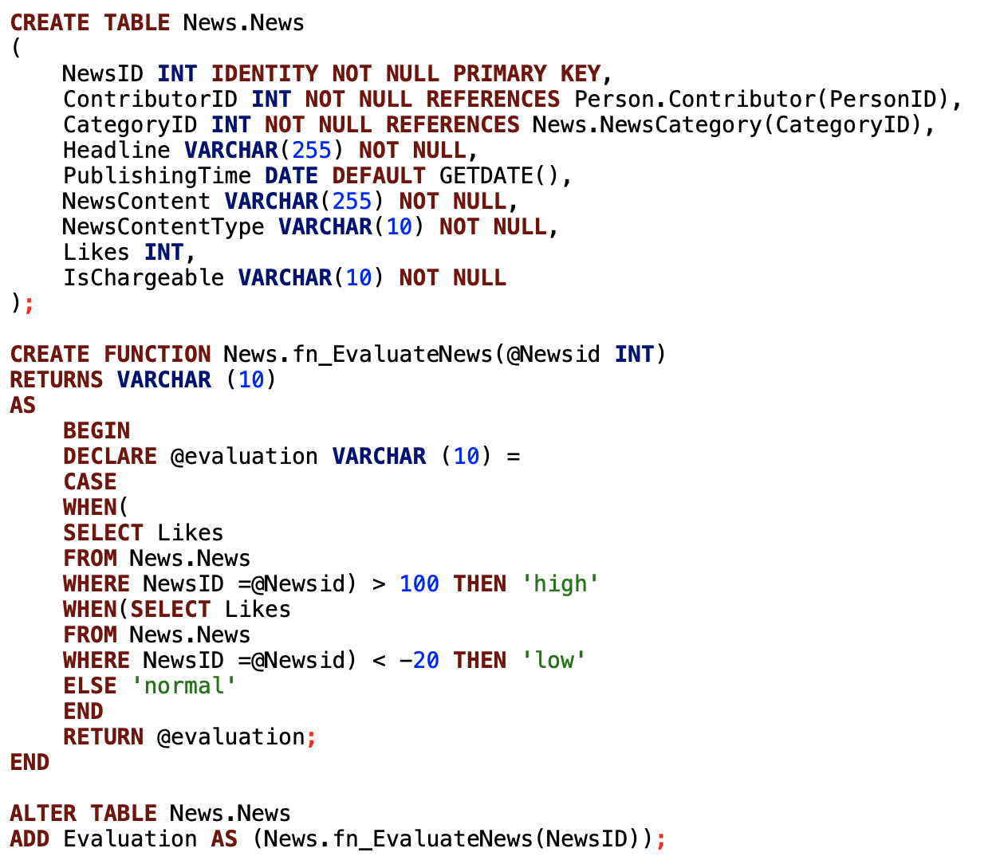 CREATE TABLE News.News
(
    NewsID INT IDENTITY NOT NULL PRIMARY KEY,
    ContributorID INT NOT NULL REFERENCES Person.Contributor(PersonID),
    CategoryID INT NOT NULL REFERENCES News.NewsCategory(CategoryID),
    Headline VARCHAR(255) NOT NULL,
    PublishingTime DATE DEFAULT GETDATE(),
    NewsContent VARCHAR(255) NOT NULL,
    NewsContentType VARCHAR(10) NOT NULL,
    Likes INT,
    IsChargeable VARCHAR(10) NOT NULL
);

CREATE FUNCTION News.fn_EvaluateNews(@Newsid INT)
RETURNS VARCHAR (10)
AS
    BEGIN
    DECLARE @evaluation VARCHAR (10) =
    CASE
    WHEN(
    SELECT Likes
    FROM News.News
    WHERE NewsID =@Newsid) > 100 THEN 'high'
    WHEN(SELECT Likes
    FROM News.News
    WHERE NewsID =@Newsid) < -20 THEN 'low'
    ELSE 'normal'
    END
    RETURN @evaluation;
END

ALTER TABLE News.News
ADD Evaluation AS (News.fn_EvaluateNews(NewsID));